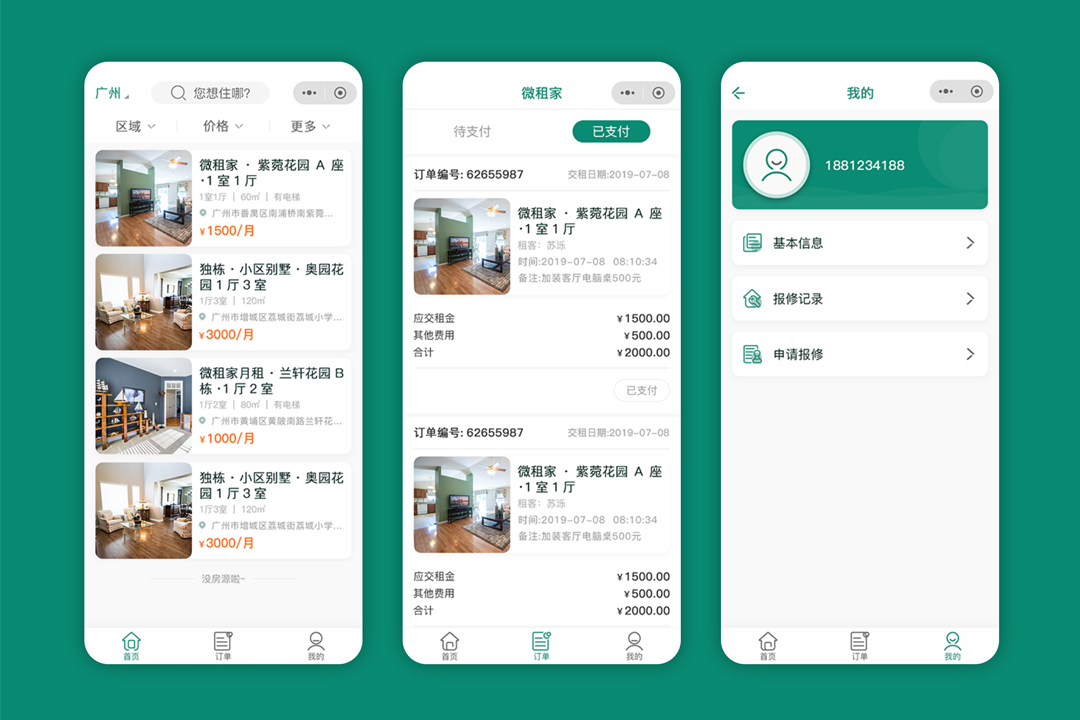 广州
您想住哪?
区域
价格
更多
微租家 · 紫菀花园 A 座
·1 室 1 厅
1室1厅 | 60㎡ | 有电梯
广州市番禺区南浦桥南紫菀...
¥1500/月
独栋 · 小区别墅 · 奥园花
园 1 厅 3 室
1厅3室 | 120㎡
广州市增城区荔城街荔城小学...
¥3000/月
微租家月租 · 兰轩花园 B
栋 ·1 厅 2 室
1厅2室 | 80㎡ | 有电梯
广州市黄埔区黄陂南路兰轩花...
¥1000/月
独栋 · 小区别墅 · 奥园花
园 1 厅 3 室
1厅3室 | 120㎡
广州市增城区荔城街荔城小学...
¥3000/月
没房源啦~
首页
订单
我的
微租家
待支付
已支付
订单编号: 62655987
交租日期:2019-07-08
微租家 · 紫菀花园 A 座
·1 室 1 厅
租客: 苏泺
时间:2019-07-08 08:10:34
备注:加装客厅电脑桌500元
应交租金
¥1500.00
其他费用
¥500.00
合计
¥2000.00
已支付
订单编号: 62655987
交租日期:2019-07-08
微租家 · 紫菀花园 A 座
·1 室 1 厅
租客: 苏泺
时间:2019-07-08 08:10:34
备注:加装客厅电脑桌500元
应交租金
¥1500.00
其他费用
¥500.00
合计
¥2000.00
首页
订单
我的
我的
1881234188
基本信息
报修记录
申请报修
首页
订单
我的